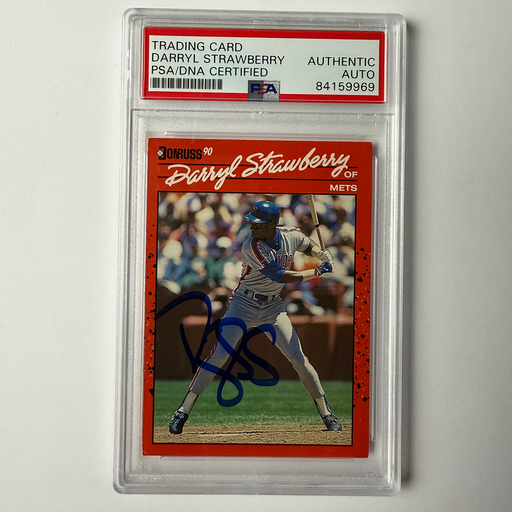 TRADING CARD
DARRYL STRAWBERRY
PSA/DNA CERTIFIED
AUTHENTIC
AUTO
84159969
PSA
DONRUSS 90
Darryl Strawberry
OF
METS